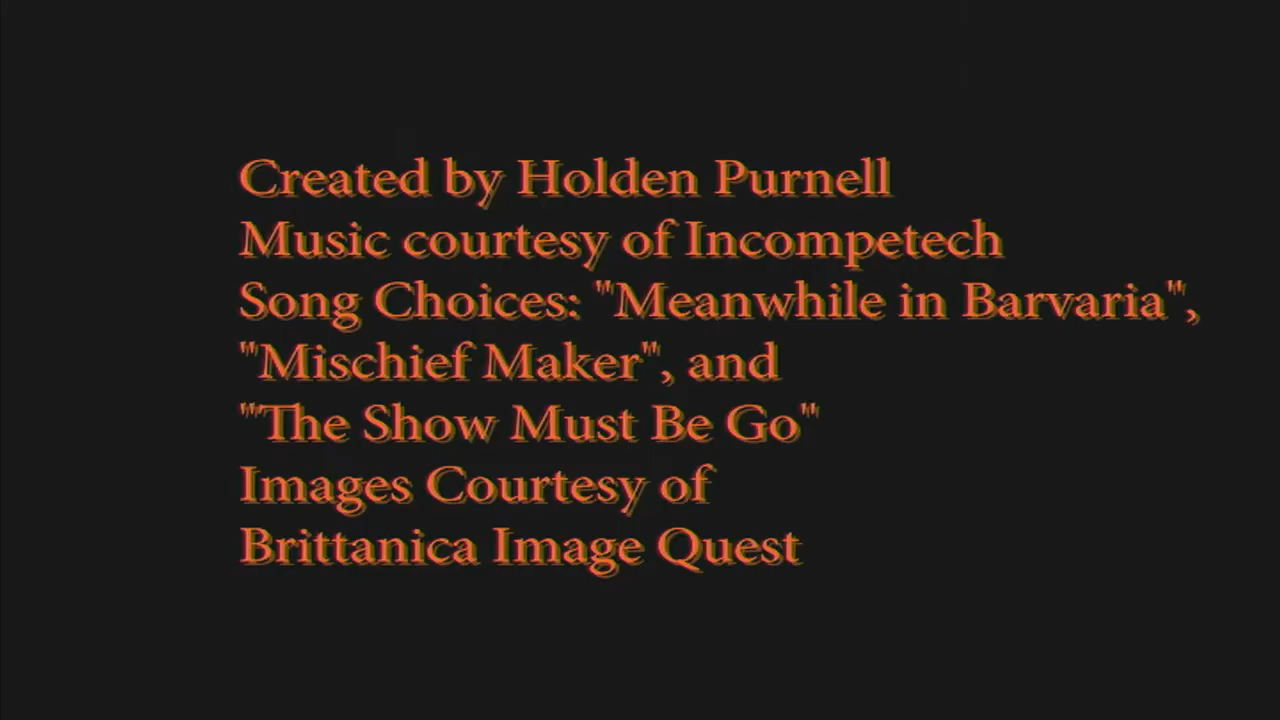 Created by Holden Purnell
Music courtesy of Incompetech
Song Choices: "Meanwhile in Barvaria",
"Mischief Maker", and
"The Show Must Be Go"
Images Courtesy of
Brittanica Image Quest